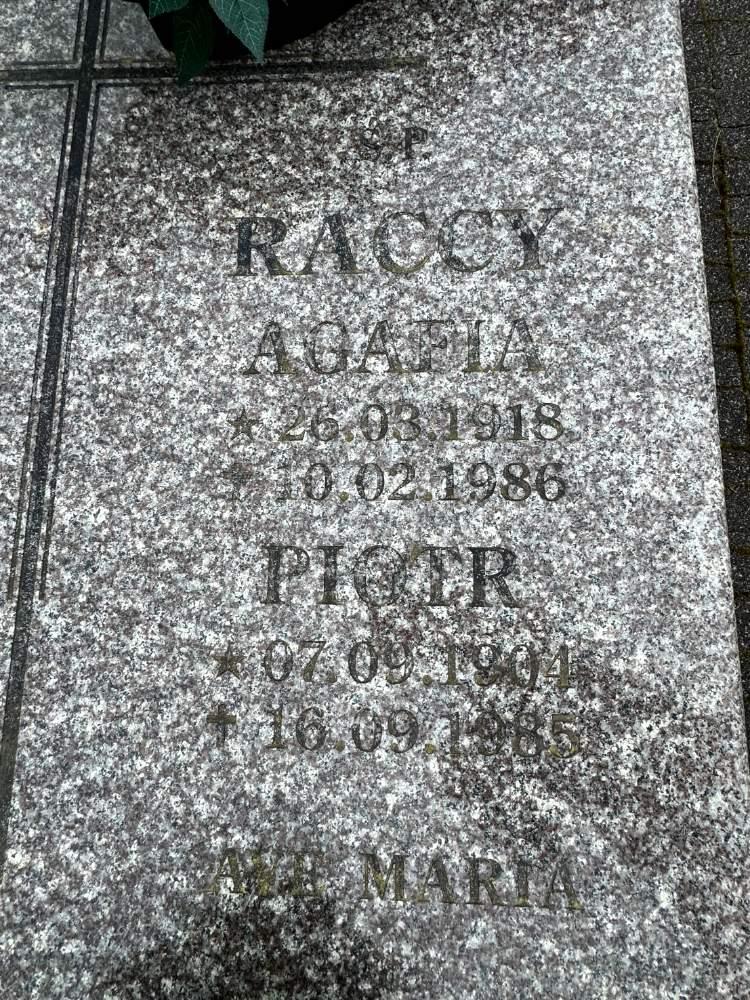 Ś P
RACCY
AGAFIA
★ 26.03.1918
✝ 10.02.1986
PIOTR
★ 07.09.1904
✝ 16.09.1985
AVE MARIA